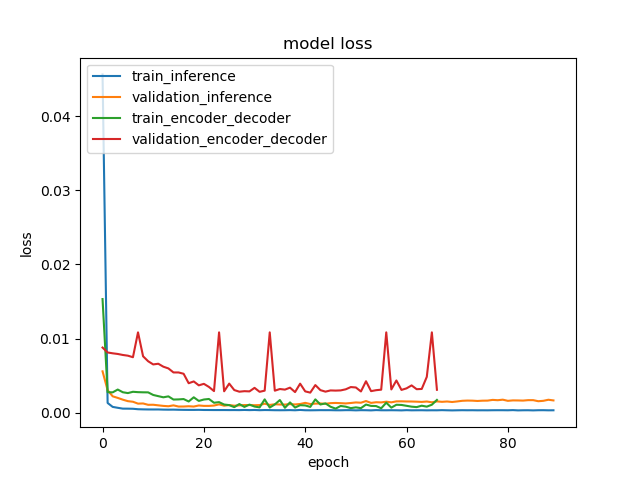 model loss
train_inference
validation_inference
train_encoder_decoder
validation_encoder_decoder
0.04
0.03
0.02
0.01
0.00
loss
0 20 40 60 80
epoch